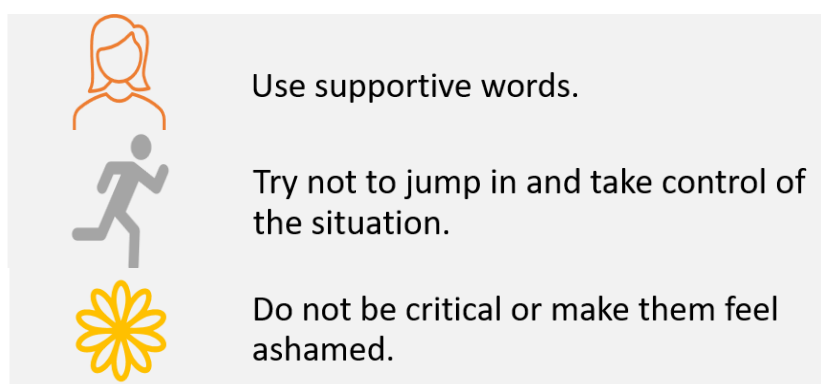 Use supportive words.
Try not to jump in and take control of
the situation.
Do not be critical or make them feel
ashamed.